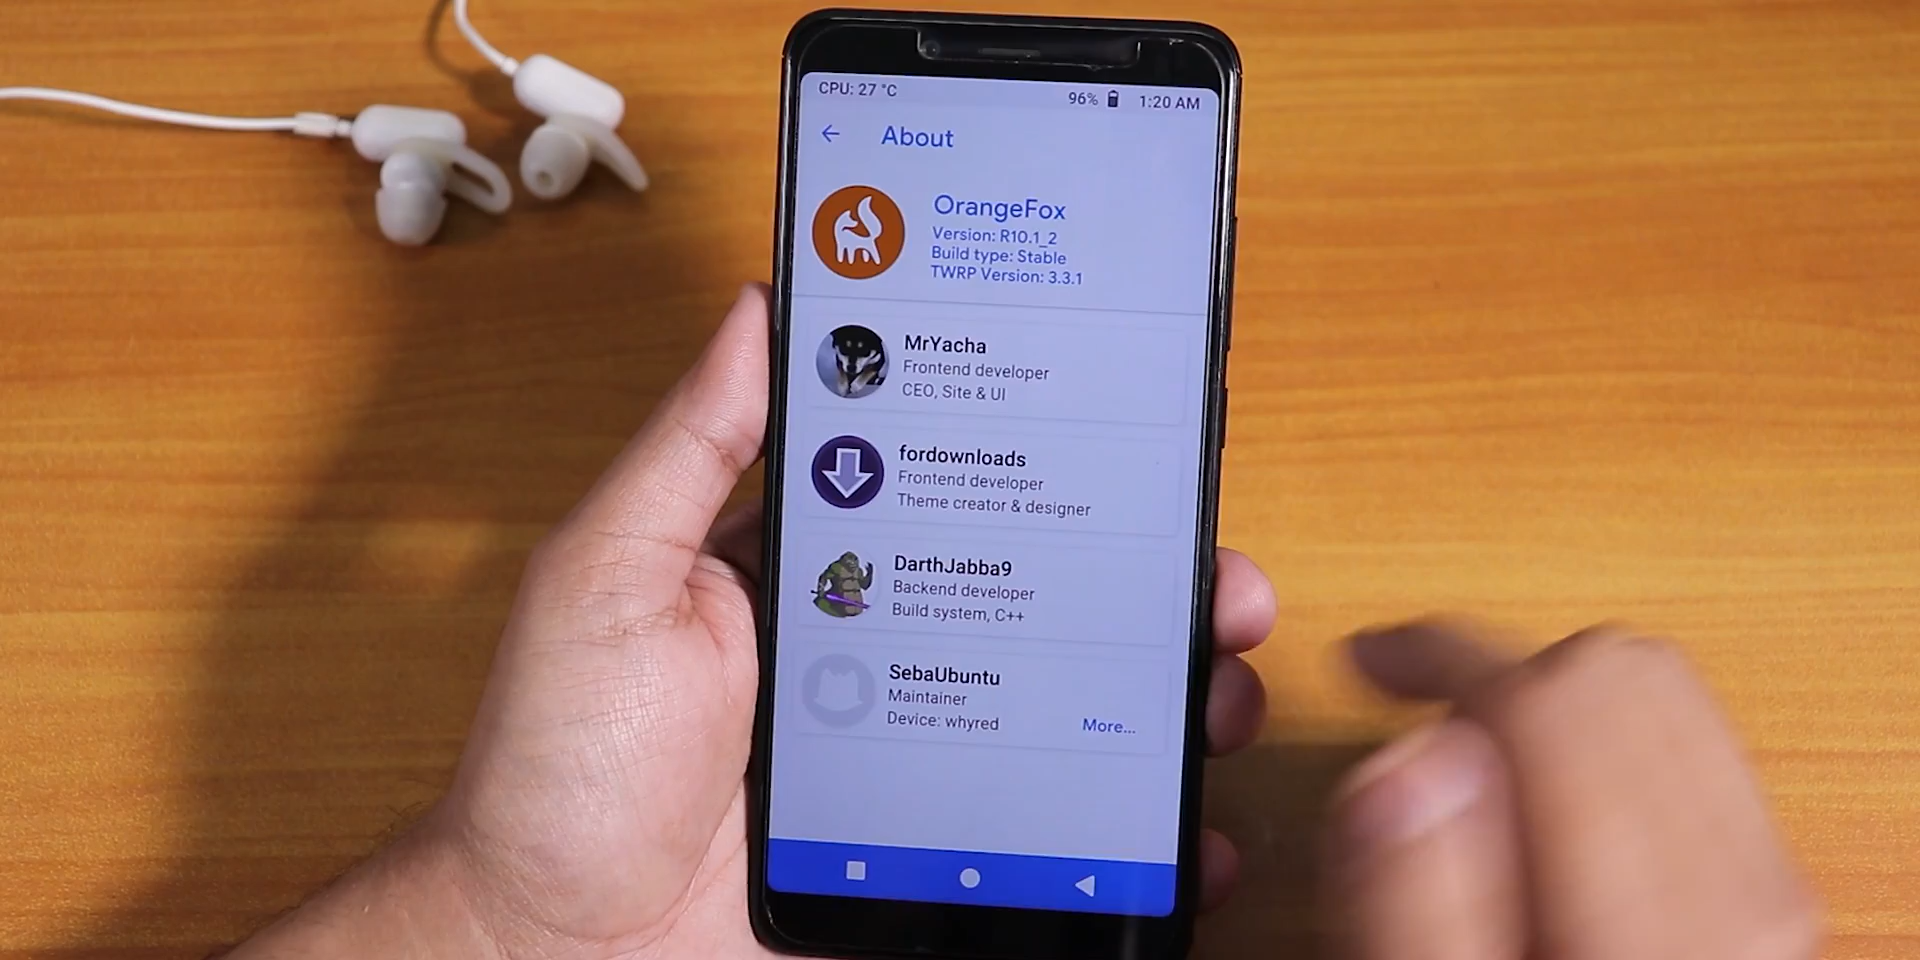 CPU: 27 °C
96% 1:20 AM
About
OrangeFox
Version: R10.1_2
Build type: Stable
TWRP Version: 3.3.1
MrYacha
Frontend developer
CEO, Site & UI
fordownloads
Frontend developer
Theme creator & designer
DarthJabba9
Backend developer
Build system, C++
SebaUbuntu
Maintainer
Device: whyred
More...